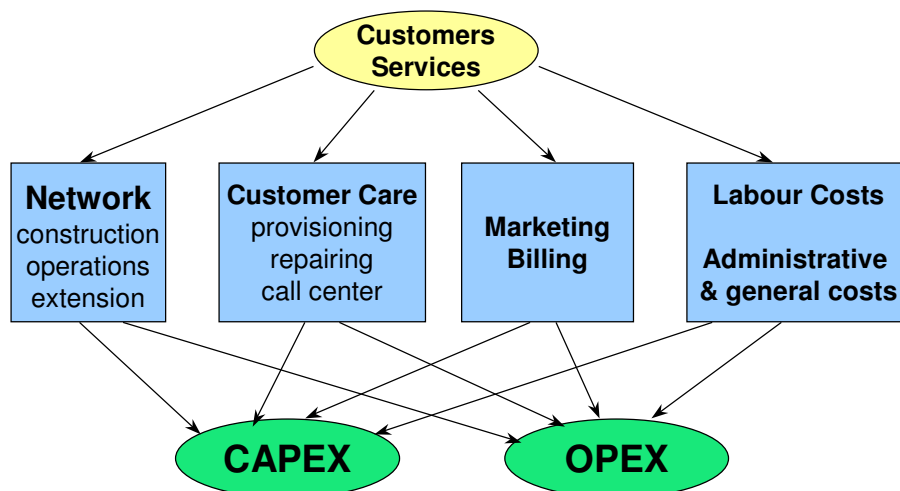 Customers
Services
Network
construction
operations
extension
Customer Care
provisioning
repairing
call center
Marketing
Billing
Labour Costs
Administrative
& general costs
CAPEX
OPEX